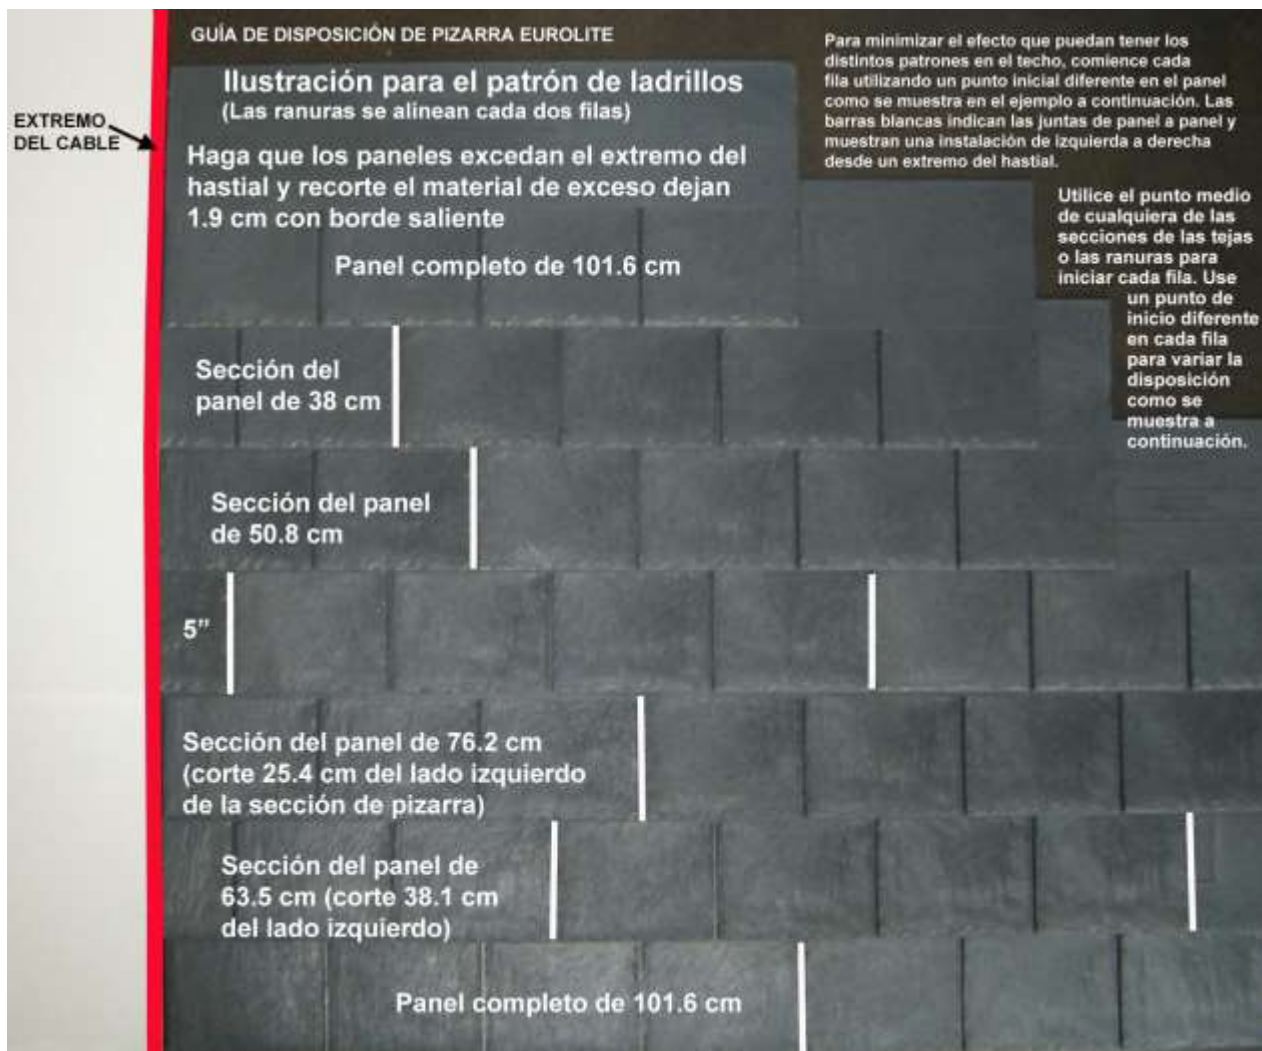 GUÍA DE DISPOSICIÓN DE PIZARRA EUROLITE
Ilustración para el patrón de ladrillos
(Las ranuras se alinean cada dos filas)
Haga que los paneles excedan el extremo del
hastial y recorte el material de exceso dejan
1.9 cm con borde saliente
Panel completo de 101.6 cm
Para minimizar el efecto que puedan tener los
distintos patrones en el techo, comience cada
fila utilizando un punto inicial diferente en el panel
como se muestra en el ejemplo a continuación. Las
barras blancas indican las juntas de panel a panel y
muestran una instalación de izquierda a derecha
desde un extremo del hastial.
Utilice el punto medio
de cualquiera de las
secciones de las tejas
o las ranuras para
iniciar cada fila. Use
un punto de
inicio diferente
en cada fila
para variar la
disposición
como se
muestra a
continuación.
EXTREMO
DEL CABLE
Sección del
panel de 38 cm
Sección del panel
de 50.8 cm
5”
Sección del panel de 76.2 cm
(corte 25.4 cm del lado izquierdo
de la sección de pizarra)
Sección del panel de
63.5 cm (corte 38.1 cm
del lado izquierdo)
Panel completo de 101.6 cm